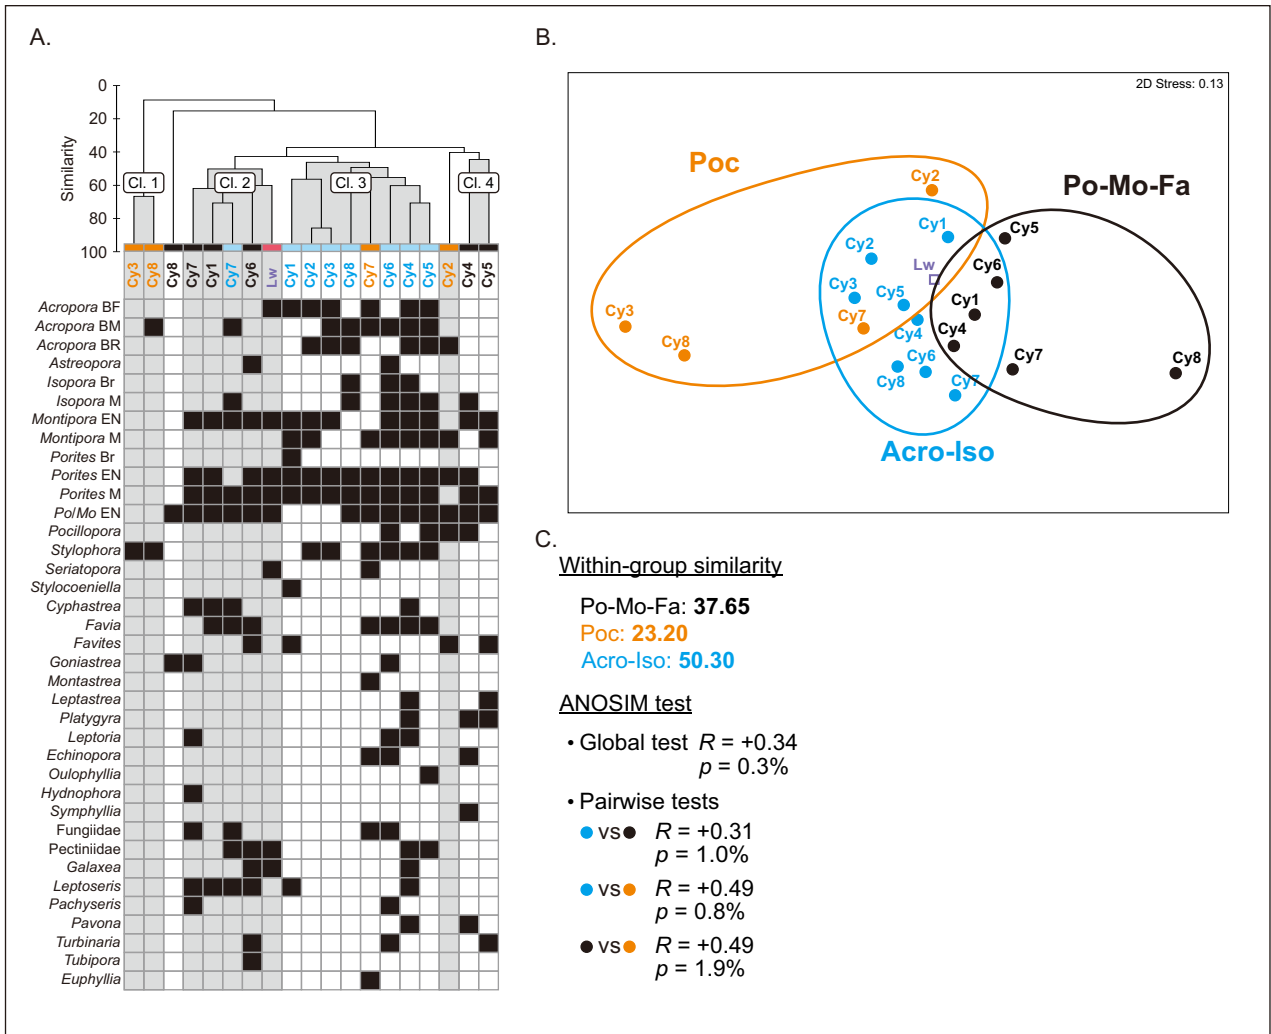 A.
0
20
40
60
80
100
Similarity
Cl. 1
Cl. 2
Cl. 3
Cl. 4
Cy3 Cy8 Cy8 Cy7 Cy1 Cy7 Cy6 Lw Cy1 Cy2 Cy3 Cy8 Cy7 Cy6 Cy4 Cy5 Cy2 Cy4 Cy5
Acropora BF
Acropora BM
Acropora BR
Astreopora
Isopora Br
Isopora M
Montipora EN
Montipora M
Porites Br
Porites EN
Porites M
Po/Mo EN
Pocillopora
Stylophora
Seriatopora
Stylocoeniella
Cyphastrea
Favia
Favites
Goniastrea
Montastrea
Leptastrea
Platygyra
Leptoria
Echinopora
Oulophyllia
Hydnophora
Symphyllia
Fungiidae
Pectiniidae
Galaxea
Leptoseris
Pachyseris
Pavona
Turbinaria
Tubipora
Euphyllia
B.
2D Stress: 0.13
Poc
Po-Mo-Fa
Acro-Iso
Cy2
Cy1
Cy5
Cy2
Lw
Cy6
Cy3
Cy5
Cy1
Cy3
Cy7
Cy4
Cy4
Cy8
Cy6
Cy7
Cy8
Cy8
Cy7
C.
Within-group similarity
Po-Mo-Fa: 37.65
Poc: 23.20
Acro-Iso: 50.30
ANOSIM test
• Global test R = +0.34
p = 0.3%
• Pairwise tests
vs R = +0.31
p = 1.0%
vs R = +0.49
p = 0.8%
vs R = +0.49
p = 1.9%